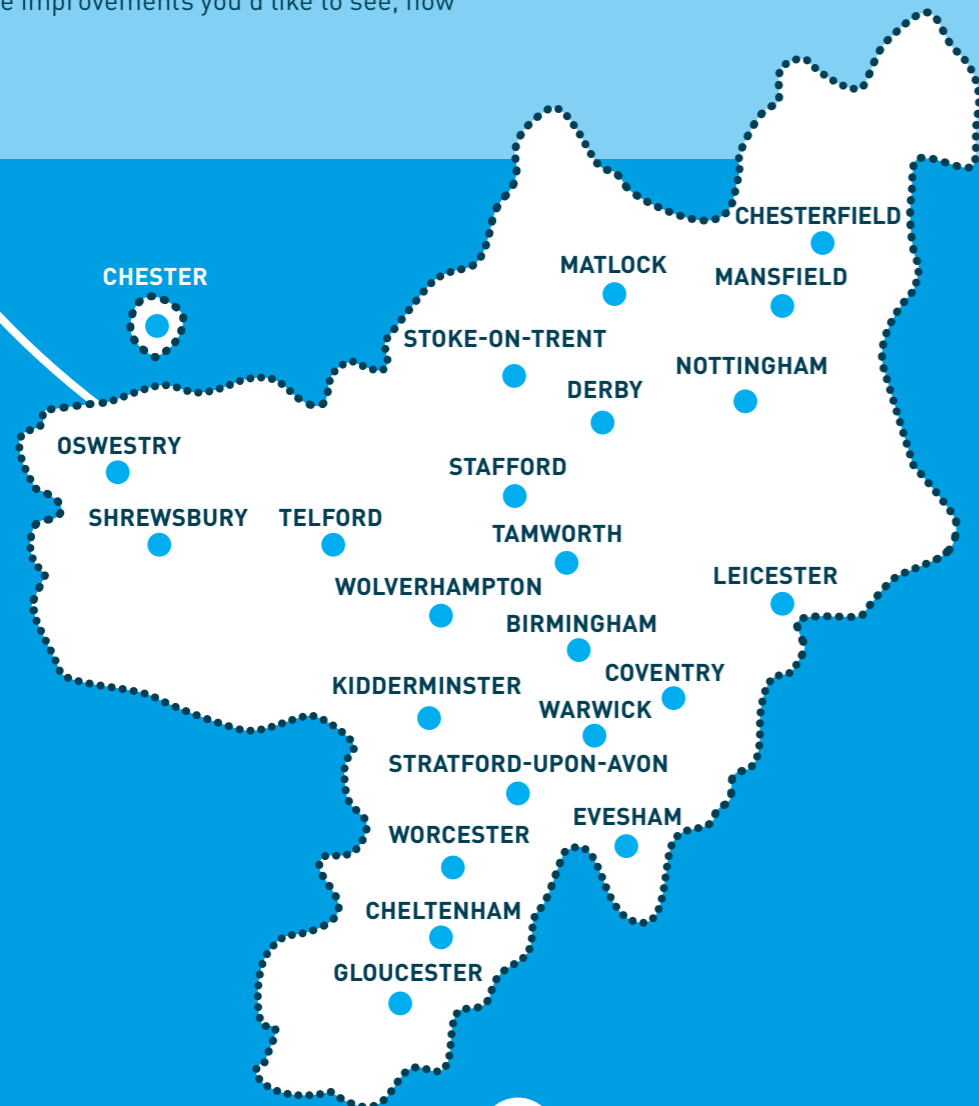 e improvements you'd like to see, how
CHESTERFIELD
MATLOCK
CHESTER
MANSFIELD
STOKE-ON-TRENT
NOTTINGHAM
DERBY
OSWESTRY
STAFFORD
SHREWSBURY
TELFORD
TAMWORTH
LEICESTER
WOLVERHAMPTON
BIRMINGHAM
COVENTRY
KIDDERMINSTER
WARWICK
STRATFORD-UPON-AVON
EVESHAM
WORCESTER
CHELTENHAM
GLOUCESTER